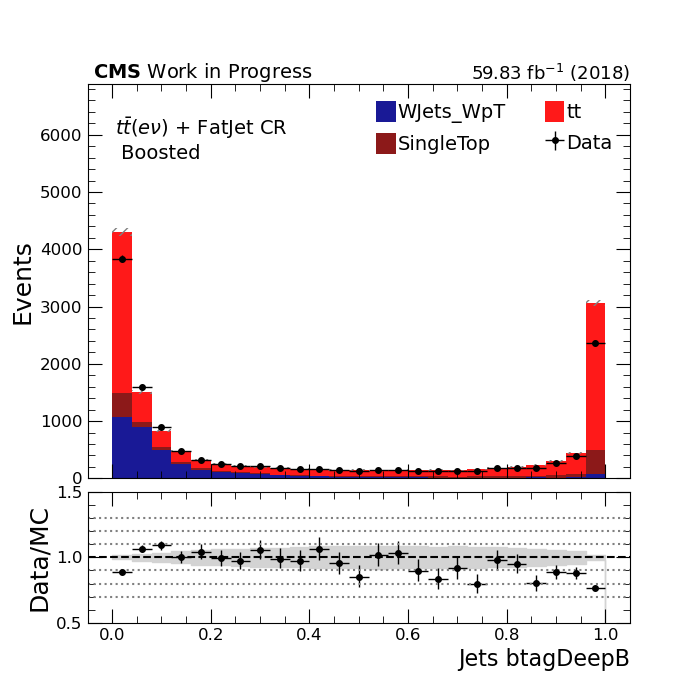 CMS Work in Progress 59.83 fb⁻¹ (2018)
tt̄(eν) + FatJet CR
Boosted
WJets_WpT tt
SingleTop Data
Events
6000
5000
4000
3000
2000
1000
0
Data/MC
1.5
1.0
0.5
0.0 0.2 0.4 0.6 0.8 1.0
Jets btagDeepB